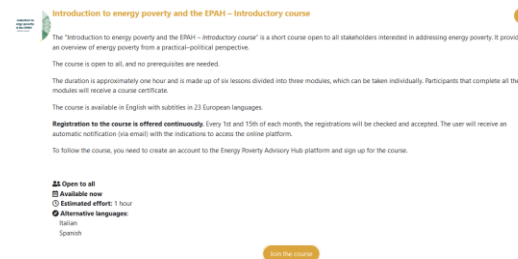 Introduction to energy poverty and the EPAH – Introductory course
The "Introduction to energy poverty and the EPAH – Introductory course" is a short course open to all stakeholders interested in addressing energy poverty. It
an overview of energy poverty from a practical-political perspective.
The course is open to all, and no prerequisites are needed.
The duration is approximately one hour and is made up of six lessons divided into three modules, which can be taken individually. Participants that complete all the
modules will receive a course certificate.
The course is available in English with subtitles in 23 European languages.
Registration to the course is offered continuously. Every 1st and 15th of each month, the registrations will be checked and accepted. The user will receive an
automatic notification (via email) with the indications to access the online platform.
To follow the course, you need to create an account to the Energy Poverty Advisory Hub platform and sign up for the course.
Open to all
Available now
Estimated effort: 1 hour
Alternative languages:
Italian
Spanish
Join the course